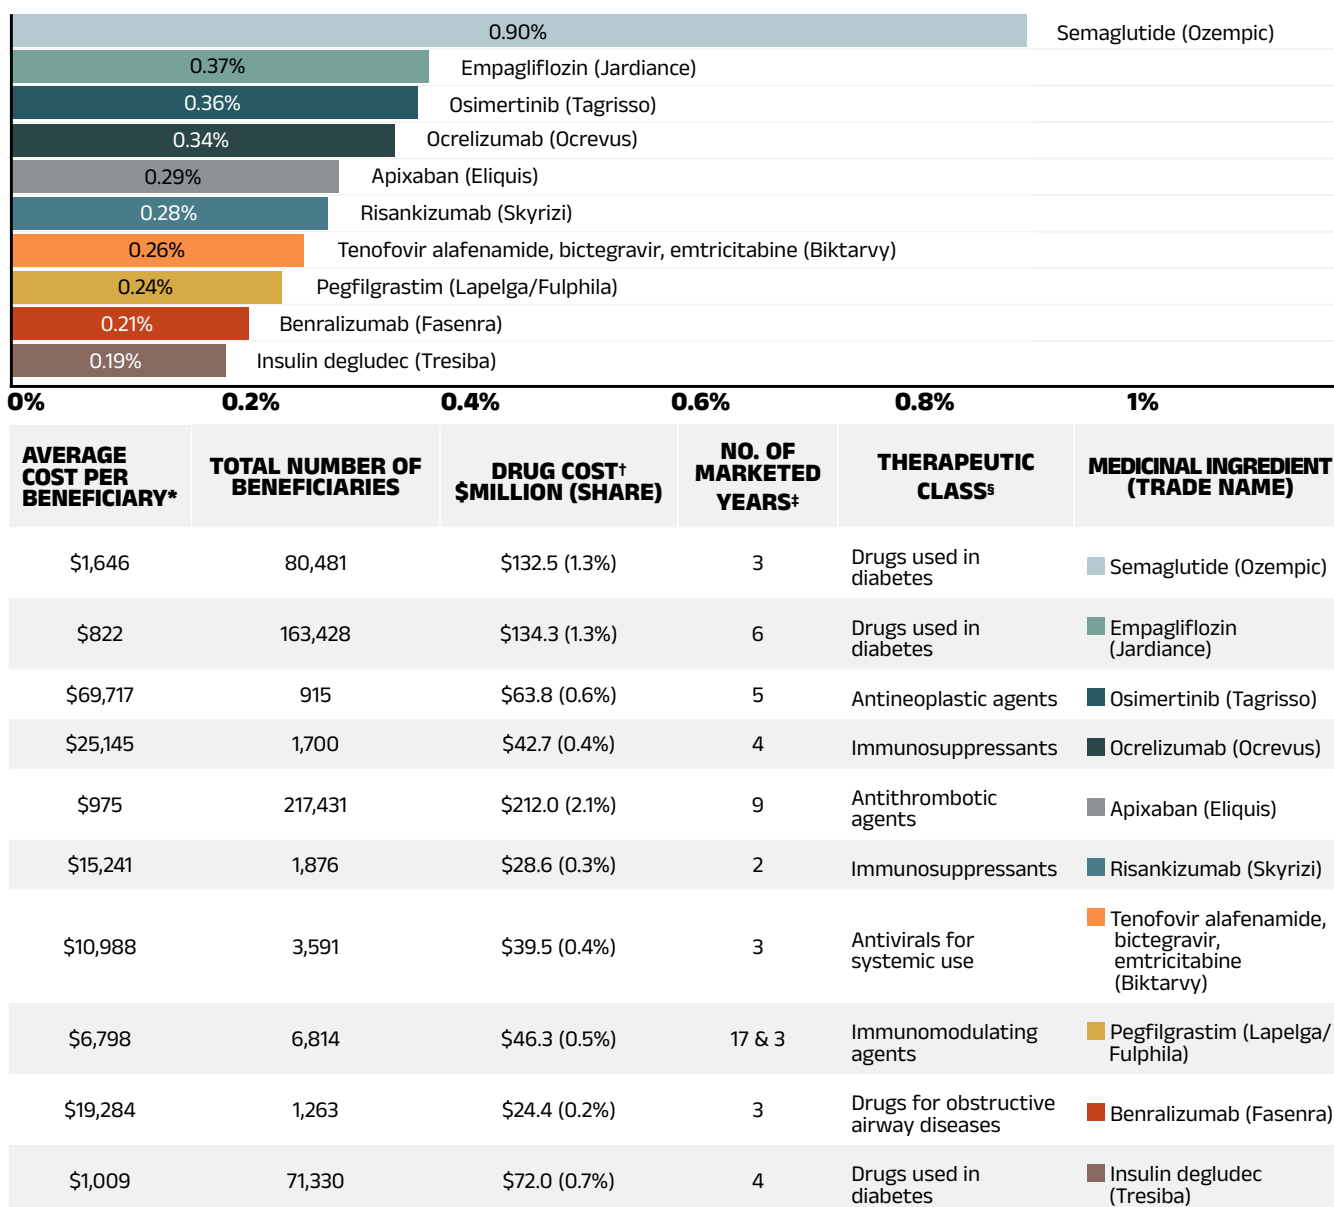 0.90% Semaglutide (Ozempic)
0.37% Empagliflozin (Jardiance)
0.36% Osimertinib (Tagrisso)
0.34% Ocrelizumab (Ocrevus)
0.29% Apixaban (Eliquis)
0.28% Risankizumab (Skyrizi)
0.26% Tenofovir alafenamide, bictegravir, emtricitabine (Biktarvy)
0.24% Pegfilgrastim (Lapelga/Fulphila)
0.21% Benralizumab (Fasenra)
0.19% Insulin degludec (Tresiba)
0% 0.2% 0.4% 0.6% 0.8% 1%
AVERAGE
COST PER
BENEFICIARY*
TOTAL NUMBER OF
BENEFICIARIES
DRUG COST†
$MILLION (SHARE)
NO. OF
MARKETED
YEARS‡
THERAPEUTIC
CLASS§
MEDICINAL INGREDIENT
(TRADE NAME)
$1,646 80,481 $132.5 (1.3%) 3
Drugs used in
diabetes
Semaglutide (Ozempic)
$822 163,428 $134.3 (1.3%) 6
Drugs used in
diabetes
Empagliflozin
(Jardiance)
$69,717 915 $63.8 (0.6%) 5 Antineoplastic agents Osimertinib (Tagrisso)
$25,145 1,700 $42.7 (0.4%) 4 Immunosuppressants Ocrelizumab (Ocrevus)
$975 217,431 $212.0 (2.1%) 9
Antithrombotic
agents
Apixaban (Eliquis)
$15,241 1,876 $28.6 (0.3%) 2 Immunosuppressants Risankizumab (Skyrizi)
$10,988 3,591 $39.5 (0.4%) 3
Antivirals for
systemic use
Tenofovir alafenamide,
bictegravir,
emtricitabine
(Biktarvy)
$6,798 6,814 $46.3 (0.5%) 17 & 3
Immunomodulating
agents
Pegfilgrastim (Lapelga/
Fulphila)
$19,284 1,263 $24.4 (0.2%) 3
Drugs for obstructive
airway diseases
Benralizumab (Fasenra)
$1,009 71,330 $72.0 (0.7%) 4
Drugs used in
diabetes
Insulin degludec
(Tresiba)